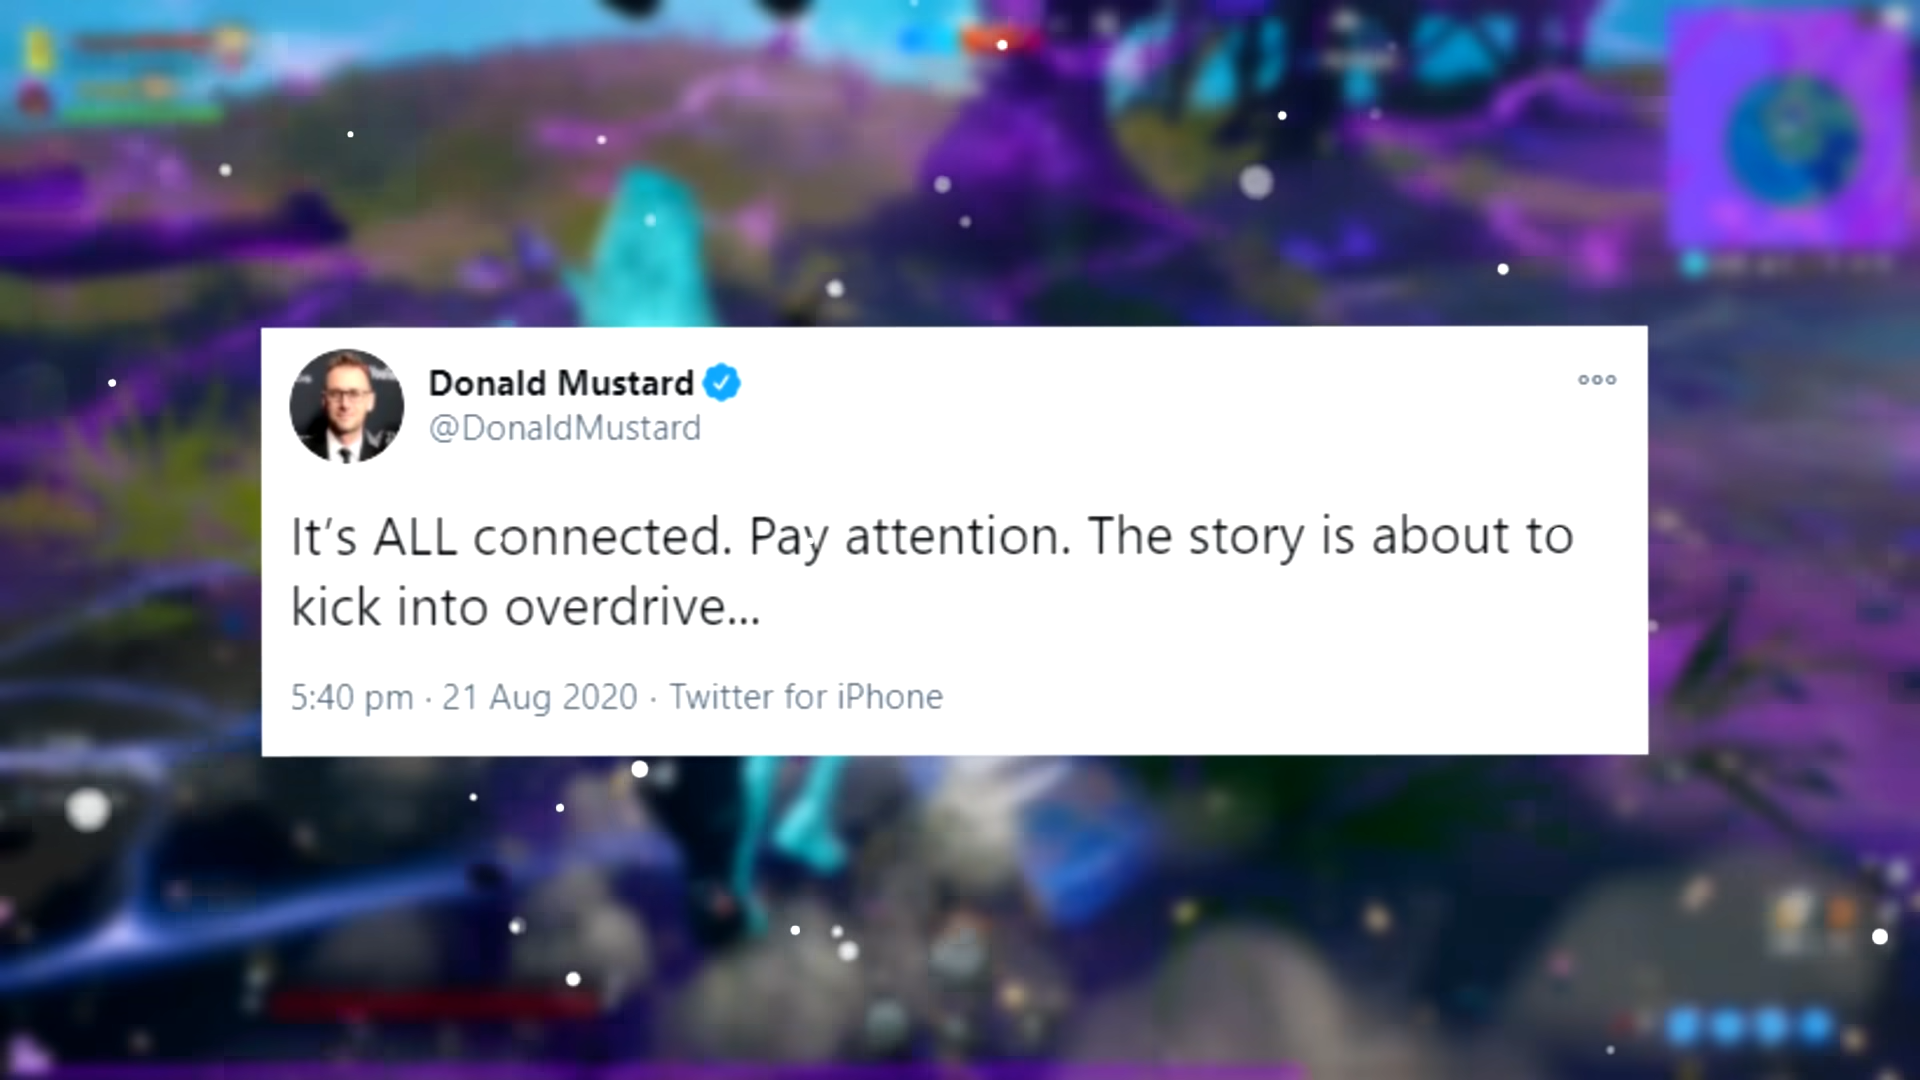 Donald Mustard
@DonaldMustard
It's ALL connected. Pay attention. The story is about to
kick into overdrive...
5:40 pm · 21 Aug 2020 · Twitter for iPhone